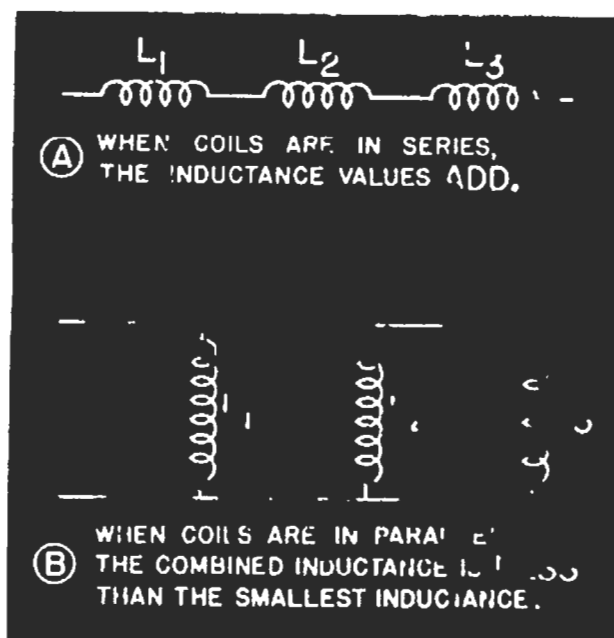 L1 L2 L3
A WHEN COILS ARE IN SERIES,
THE INDUCTANCE VALUES ADD.
WHEN COILS ARE IN
B THE COMBINED INDUCTANCE
THAN THE SMALLEST INDUCTANCE.